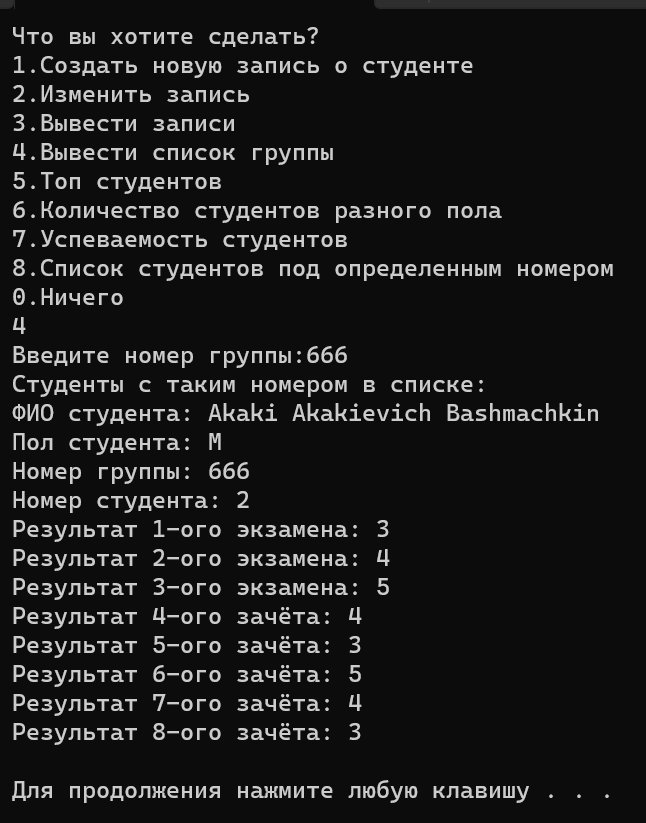 Что вы хотите сделать?
1.Создать новую запись о студенте
2.Изменить запись
3.Вывести записи
4.Вывести список группы
5.Топ студентов
6.Количество студентов разного пола
7.Успеваемость студентов
8.Список студентов под определенным номером
0.Ничего
4
Введите номер группы:666
Студенты с таким номером в списке:
ФИО студента: Akaki Akakievich Bashmachkin
Пол студента: M
Номер группы: 666
Номер студента: 2
Результат 1-ого экзамена: 3
Результат 2-ого экзамена: 4
Результат 3-ого экзамена: 5
Результат 4-ого зачёта: 4
Результат 5-ого зачёта: 3
Результат 6-ого зачёта: 5
Результат 7-ого зачёта: 4
Результат 8-ого зачёта: 3
Для продолжения нажмите любую клавишу . . .